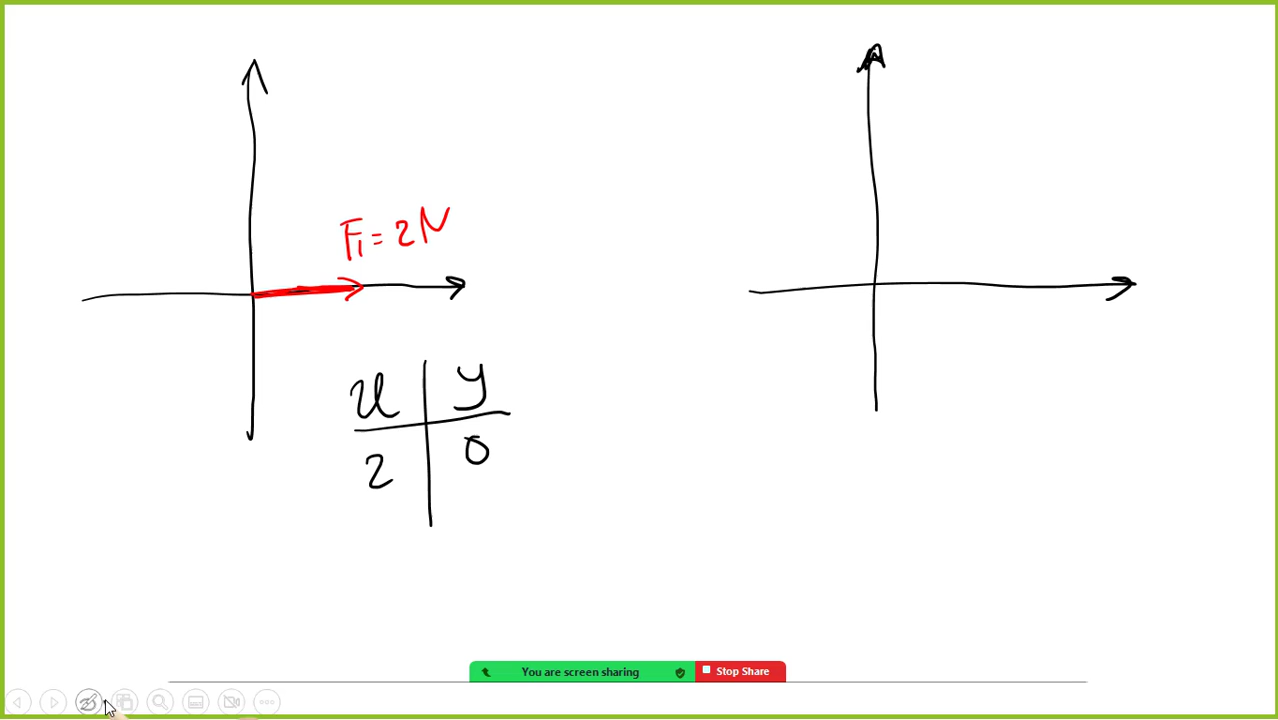 F₁ = 2N
x y
2 0
You are screen sharing
Stop Share